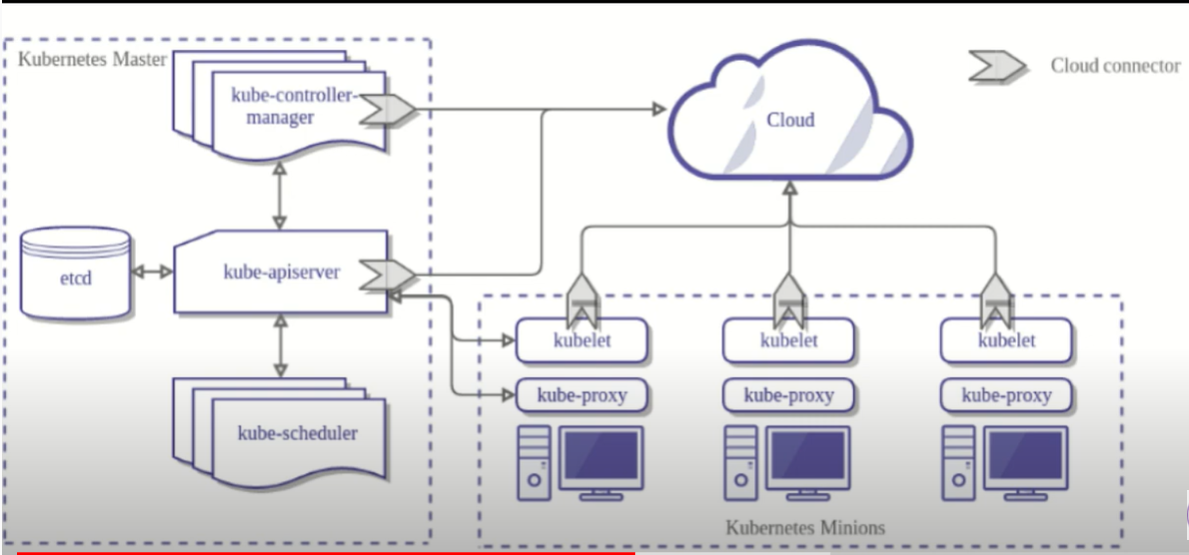 Kubernetes Master
kube-controller-
manager
Cloud
Cloud connector
etcd
kube-apiserver
kubelet
kubelet
kubelet
kube-proxy
kube-proxy
kube-proxy
kube-scheduler
Kubernetes Minions